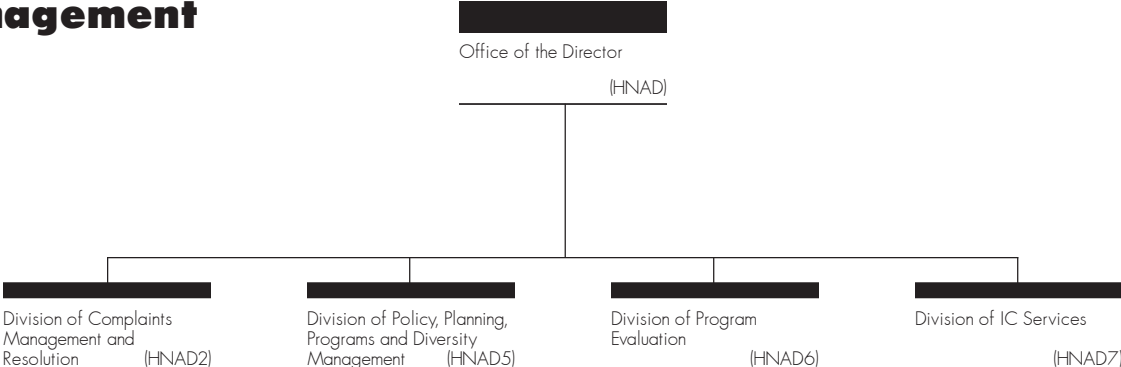 nagement
Office of the Director
(HNAD)
Division of Complaints
Management and
Resolution (HNAD2)
Division of Policy, Planning,
Programs and Diversity
Management (HNAD5)
Division of Program
Evaluation
(HNAD6)
Division of IC Services
(HNAD7)